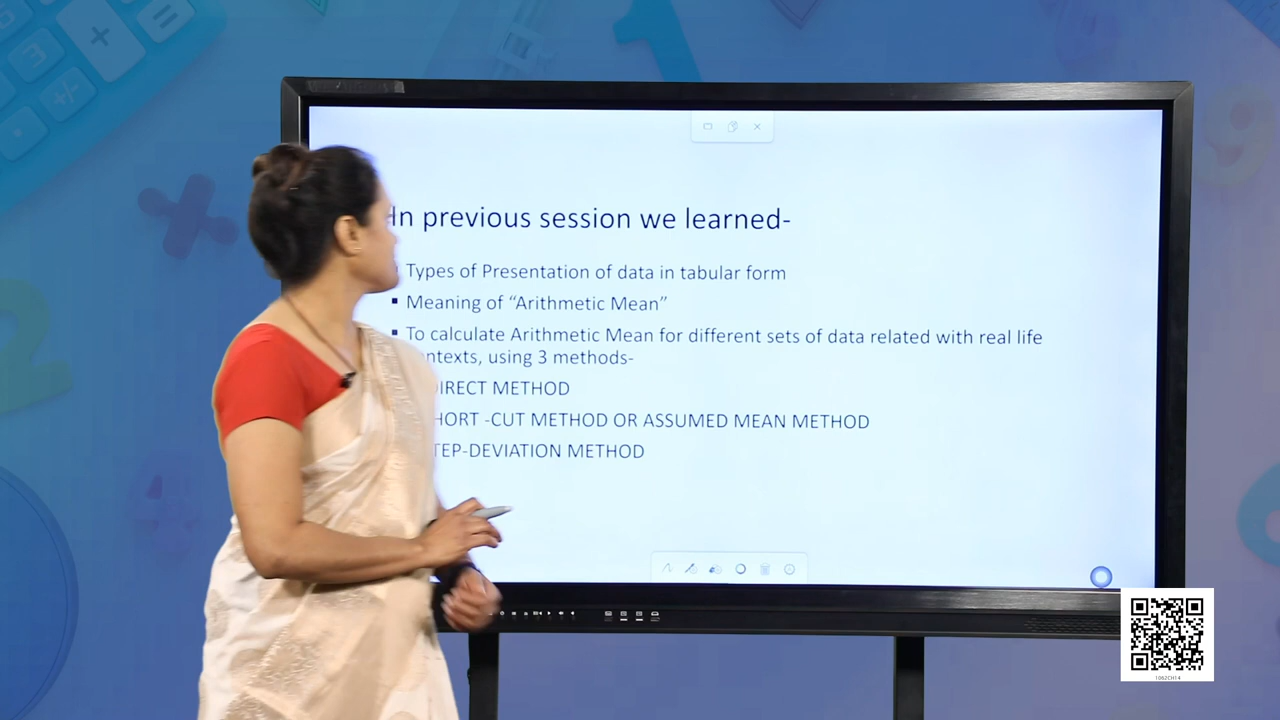 In previous session we learned-
▪ Types of Presentation of data in tabular form
▪ Meaning of “Arithmetic Mean”
▪ To calculate Arithmetic Mean for different sets of data related with real life
ntexts, using 3 methods-
IRECT METHOD
HORT -CUT METHOD OR ASSUMED MEAN METHOD
TEP-DEVIATION METHOD
1062CH14